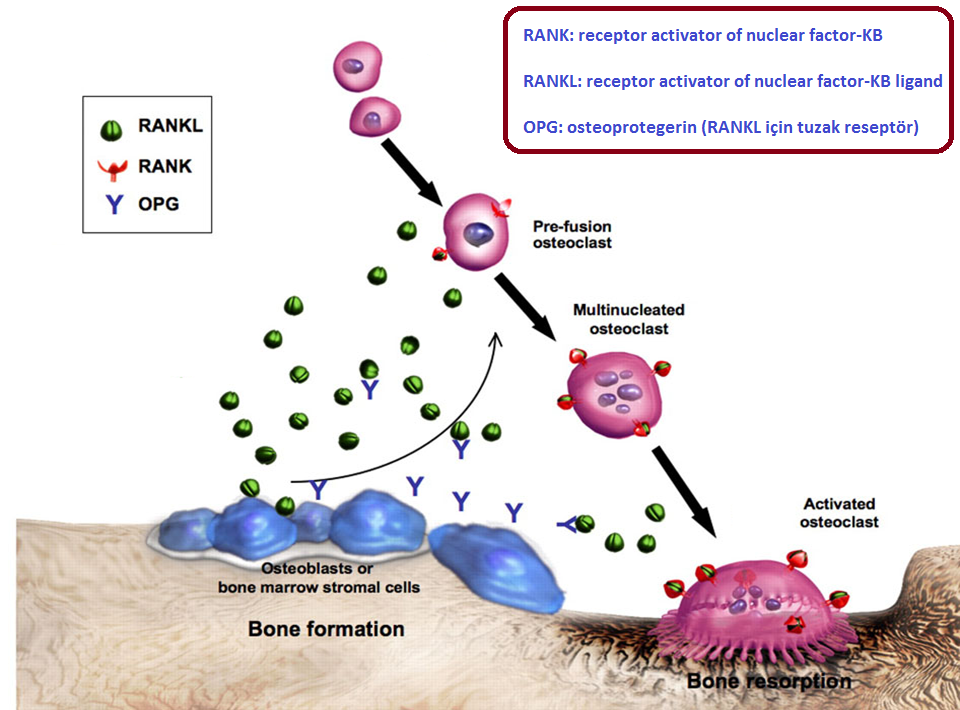 RANK: receptor activator of nuclear factor-KB
RANKL: receptor activator of nuclear factor-KB ligand
OPG: osteoprotegerin (RANKL için tuzak reseptör)
RANKL
RANK
OPG
Pre-fusion
osteoclast
Multinucleated
osteoclast
Activated
osteoclast
Osteoblasts or
bone marrow stromal cells
Bone formation
Bone resorption